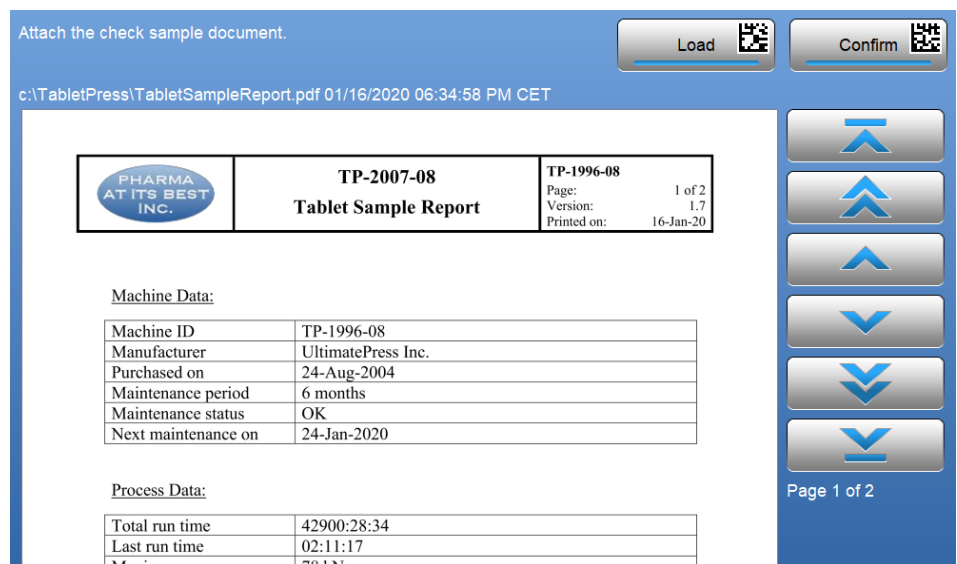 Attach the check sample document.
Load
Confirm
c:\TabletPress\TabletSampleReport.pdf 01/16/2020 06:34:58 PM CET
PHARMA
AT ITS BEST
INC.
TP-2007-08
Tablet Sample Report
TP-1996-08
Page: 1 of 2
Version: 1.7
Printed on: 16-Jan-20
Machine Data:
Machine ID TP-1996-08
Manufacturer UltimatePress Inc.
Purchased on 24-Aug-2004
Maintenance period 6 months
Maintenance status OK
Next maintenance on 24-Jan-2020
Page 1 of 2
Process Data:
Total run time 42900:28:34
Last run time 02:11:17